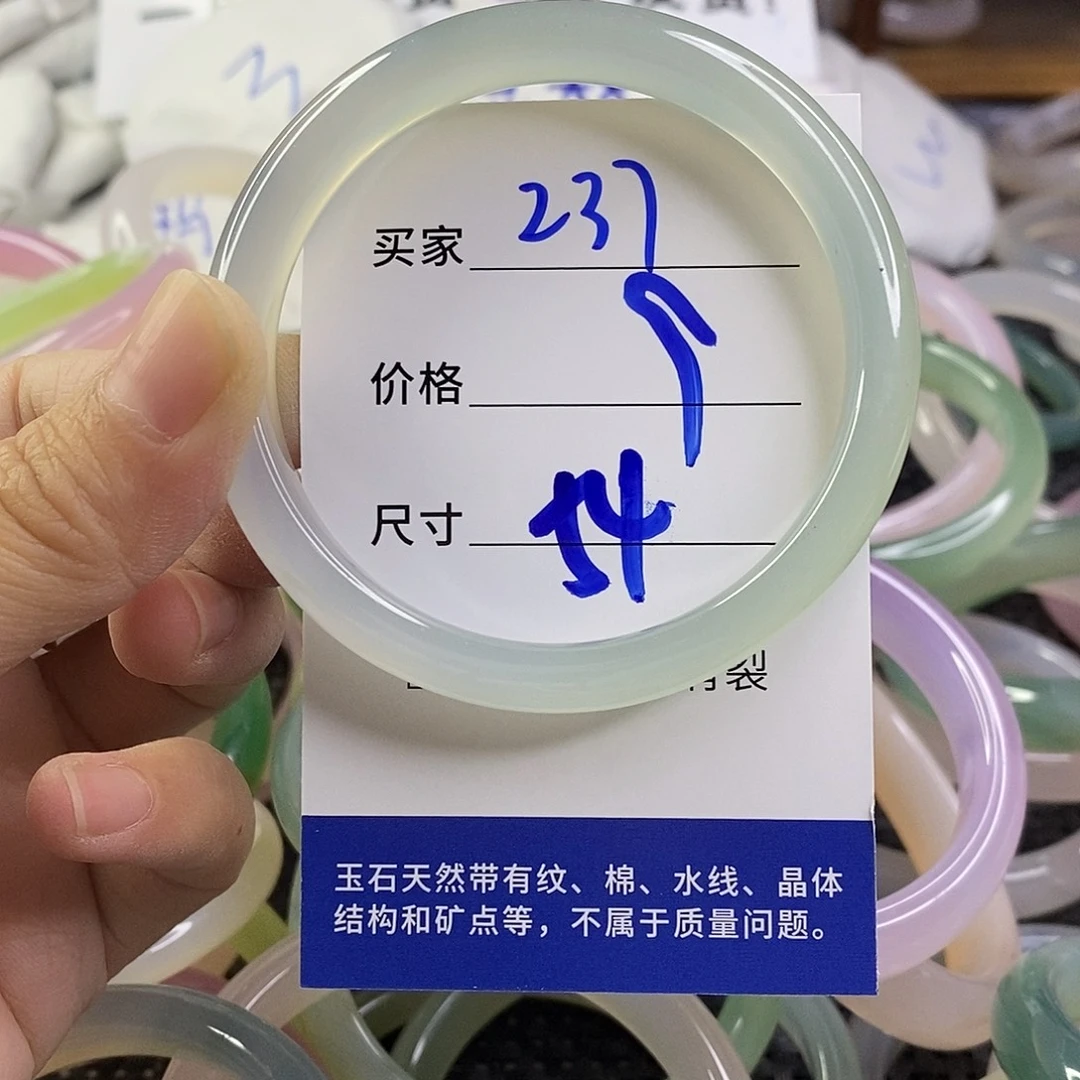 买家 237
价格
尺寸 54
裂
玉石天然带有纹、棉、水线、晶体
结构和矿点等，不属于质量问题。